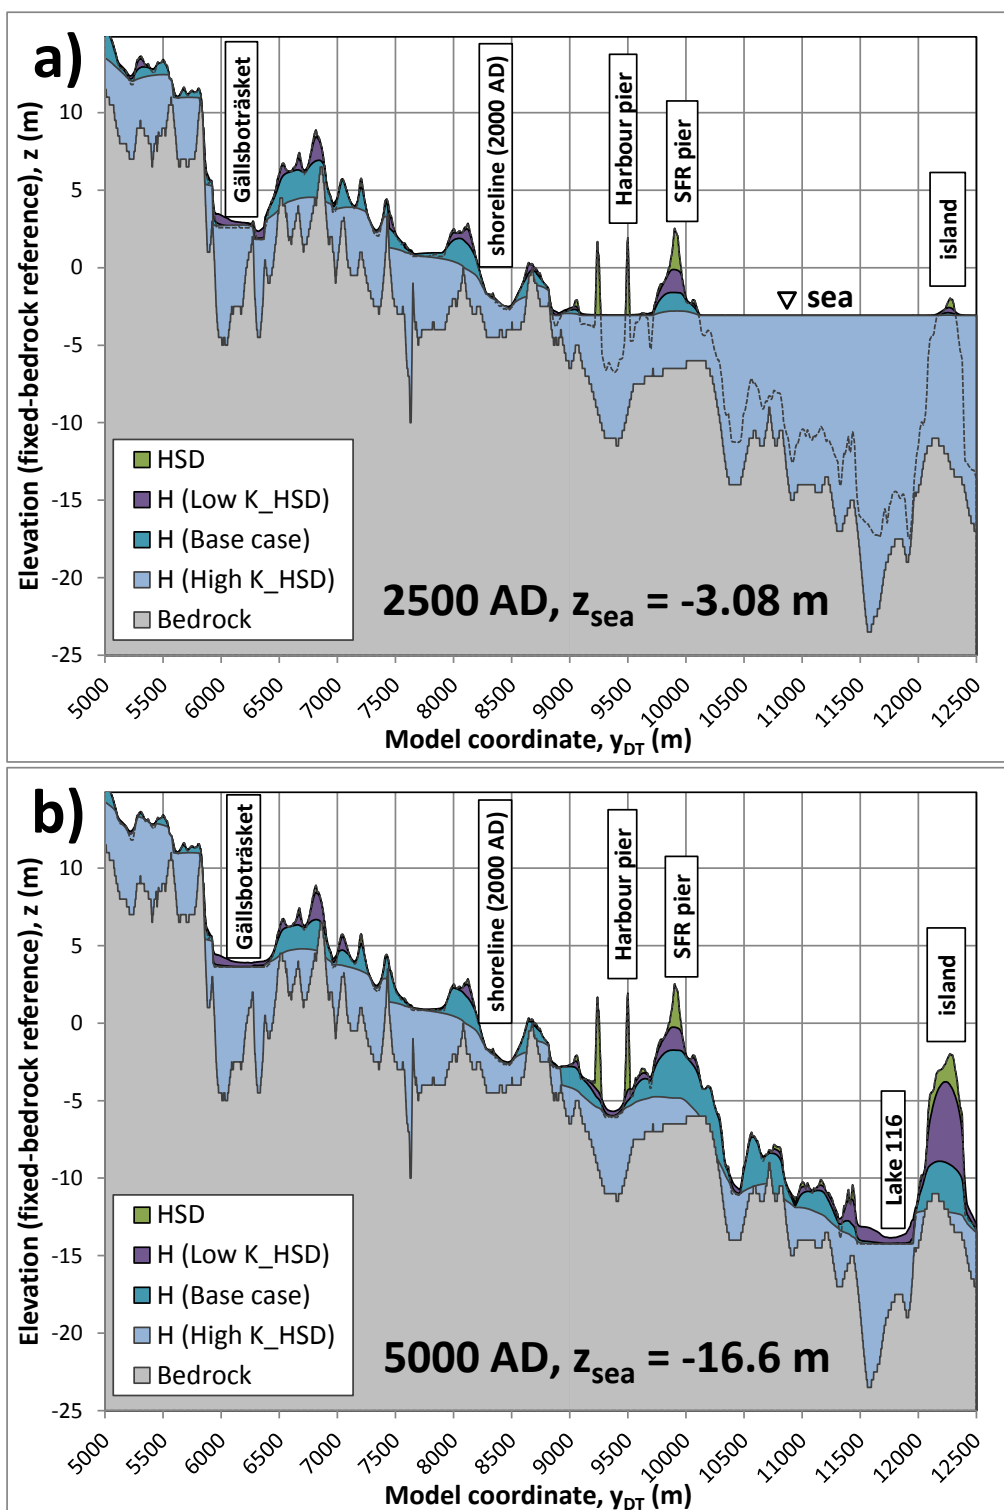 a)
Elevation (fixed-bedrock reference), z (m)
10
5
0
-5
-10
-15
-20
-25
Gällsboträsket
shoreline (2000 AD)
Harbour pier
SFR pier
island
sea
HSD
H (Low K_HSD)
H (Base case)
H (High K_HSD)
Bedrock
2500 AD, zsea = -3.08 m
5000 5500 6000 6500 7000 7500 8000 8500 9000 9500 10000 10500 11000 11500 12000 12500
Model coordinate, yDT (m)
b)
Elevation (fixed-bedrock reference), z (m)
10
5
0
-5
-10
-15
-20
-25
Gällsboträsket
shoreline (2000 AD)
Harbour pier
SFR pier
Lake 116
island
HSD
H (Low K_HSD)
H (Base case)
H (High K_HSD)
Bedrock
5000 AD, zsea = -16.6 m
5000 5500 6000 6500 7000 7500 8000 8500 9000 9500 10000 10500 11000 11500 12000 12500
Model coordinate, yDT (m)